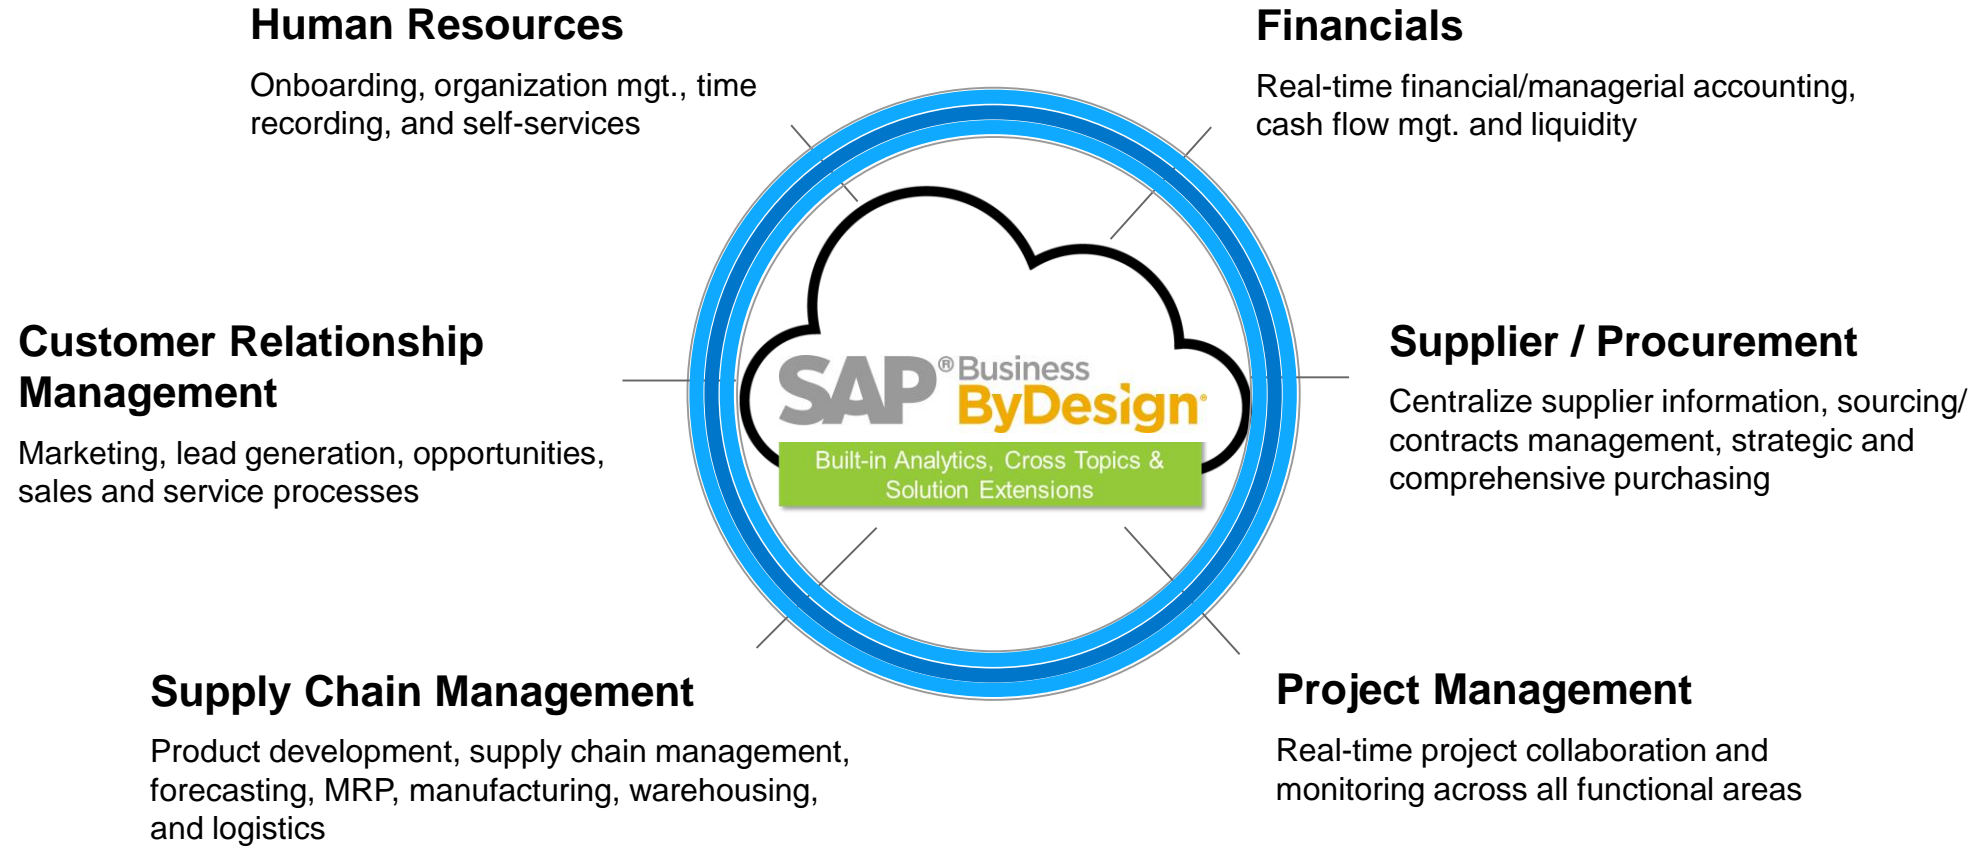 Human Resources
Onboarding, organization mgt., time
recording, and self-services
Financials
Real-time financial/managerial accounting,
cash flow mgt. and liquidity
Customer Relationship
Management
Marketing, lead generation, opportunities,
sales and service processes
SAP® Business
ByDesign®
Built-in Analytics, Cross Topics &
Solution Extensions
Supplier / Procurement
Centralize supplier information, sourcing/
contracts management, strategic and
comprehensive purchasing
Supply Chain Management
Product development, supply chain management,
forecasting, MRP, manufacturing, warehousing,
and logistics
Project Management
Real-time project collaboration and
monitoring across all functional areas